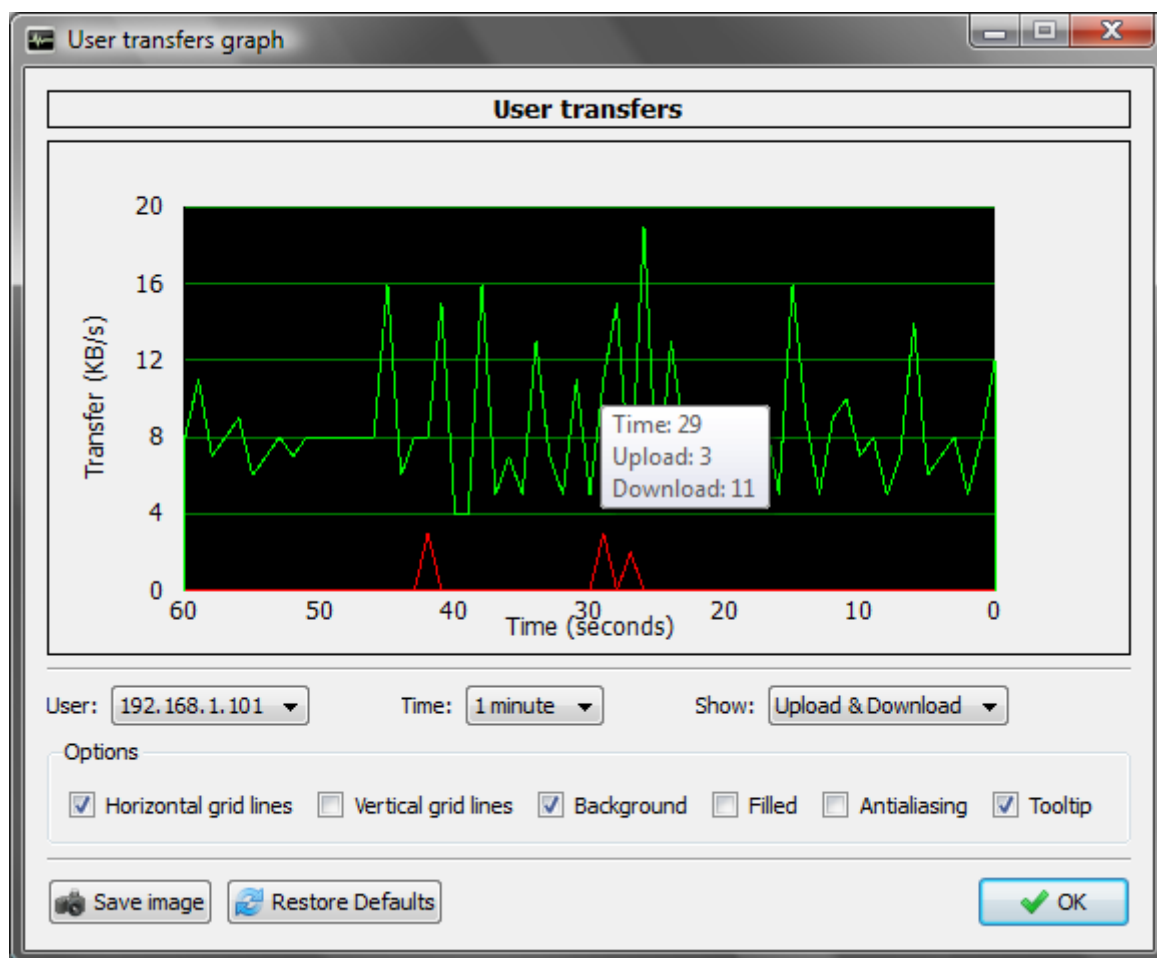 User transfers graph
User transfers
20
16
12
8
4
0
Transfer (KB/s)
Time: 29
Upload: 3
Download: 11
60 50 40 30 20 10 0
Time (seconds)
User: 192.168.1.101 Time: 1 minute Show: Upload & Download
Options
Horizontal grid lines Vertical grid lines Background Filled Antialiasing Tooltip
Save image Restore Defaults OK